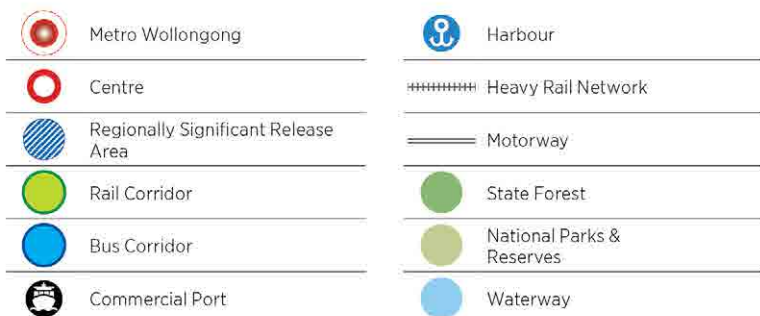 Metro Wollongong
Centre
Regionally Significant Release
Area
Rail Corridor
Bus Corridor
Commercial Port
Harbour
Heavy Rail Network
Motorway
State Forest
National Parks &
Reserves
Waterway